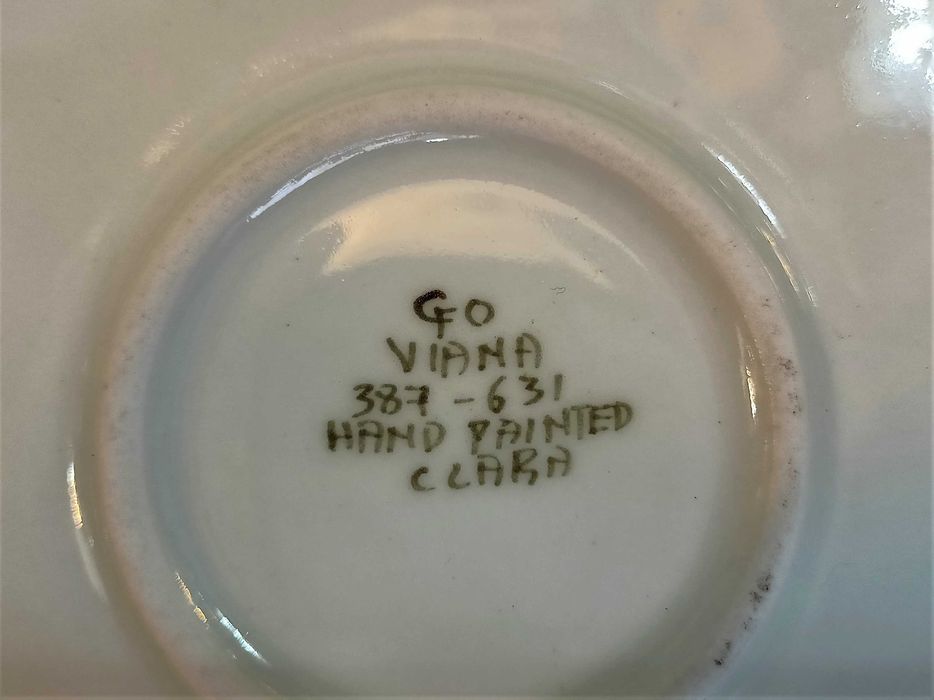 GO
VIANA
387 - 631
HAND PAINTED
CLARA